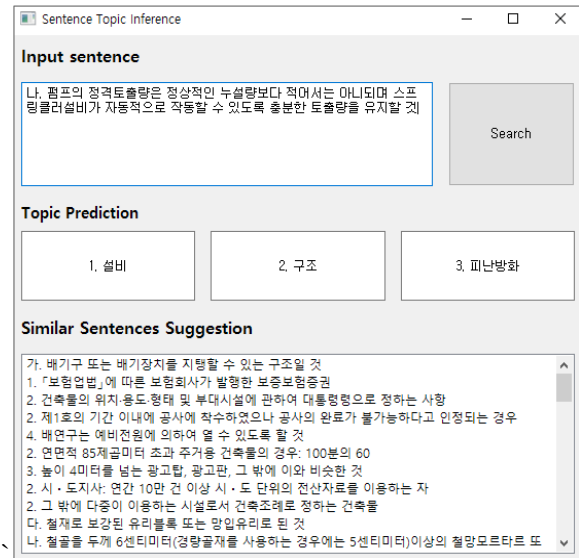 Sentence Topic Inference
Input sentence
나. 펌프의 정격토출량은 정상적인 누설량보다 적어서는 아니되며 스프
링클러설비가 자동적으로 작동할 수 있도록 충분한 토출량을 유지할 것
Search
Topic Prediction
1. 설비
2. 구조
3. 피난방화
Similar Sentences Suggestion
가. 배기구 또는 배기장치를 지탱할 수 있는 구조일 것
1. 「보험업법」에 따른 보험회사가 발행한 보증보험증권
2. 건축물의 위치·용도·형태 및 부대시설에 관하여 대통령령으로 정하는 사항
2. 제1호의 기간 이내에 공사에 착수하였으나 공사의 완료가 불가능하다고 인정되는 경우
4. 배연구는 예비전원에 의하여 열 수 있도록 할 것
2. 연면적 85제곱미터 초과 주거용 건축물의 경우: 100분의 60
3. 높이 4미터를 넘는 광고탑, 광고판, 그 밖에 이와 비슷한 것
2. 시ㆍ도지사: 연간 10만 건 이상 시ㆍ도 단위의 전산자료를 이용하는 자
2. 그 밖에 다중이 이용하는 시설로서 건축조례로 정하는 건축물
다. 철재로 보강된 유리블록 또는 망입유리로 된 것
나. 철골을 두께 6센티미터(경량골재를 사용하는 경우에는 5센티미터)이상의 철망모르타르 또